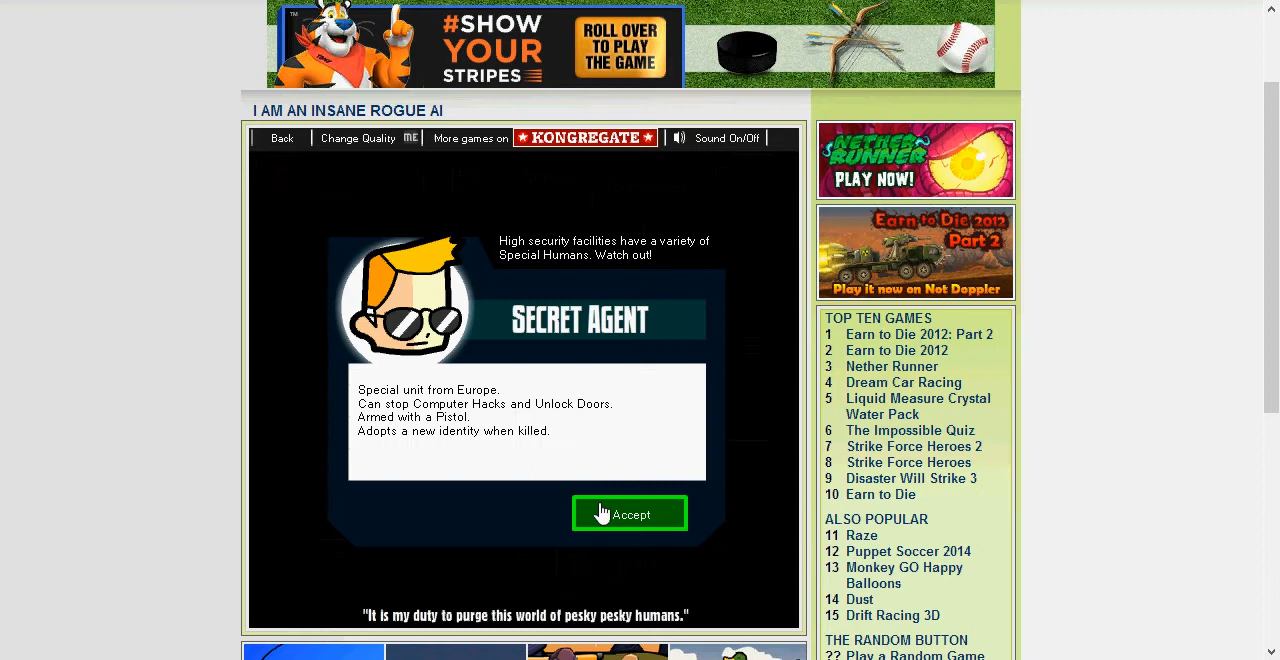 TM
#SHOW
YOUR
STRIPES
ROLL OVER
TO PLAY
THE GAME
I AM AN INSANE ROGUE AI
Back
Change Quality ME
More games on KONGREGATE
Sound On/Off
High security facilities have a variety of
Special Humans. Watch out!
SECRET AGENT
Special unit from Europe.
Can stop Computer Hacks and Unlock Doors.
Armed with a Pistol.
Adopts a new identity when killed.
Accept
"It is my duty to purge this world of pesky pesky humans."
NETHER
RUNNER
PLAY NOW!
Earn to Die 2012
Part 2
Play it now on Not Doppler
TOP TEN GAMES
1 Earn to Die 2012: Part 2
2 Earn to Die 2012
3 Nether Runner
4 Dream Car Racing
5 Liquid Measure Crystal
Water Pack
6 The Impossible Quiz
7 Strike Force Heroes 2
8 Strike Force Heroes
9 Disaster Will Strike 3
10 Earn to Die
ALSO POPULAR
11 Raze
12 Puppet Soccer 2014
13 Monkey GO Happy
Balloons
14 Dust
15 Drift Racing 3D
THE RANDOM BUTTON
?? Play a Random Game